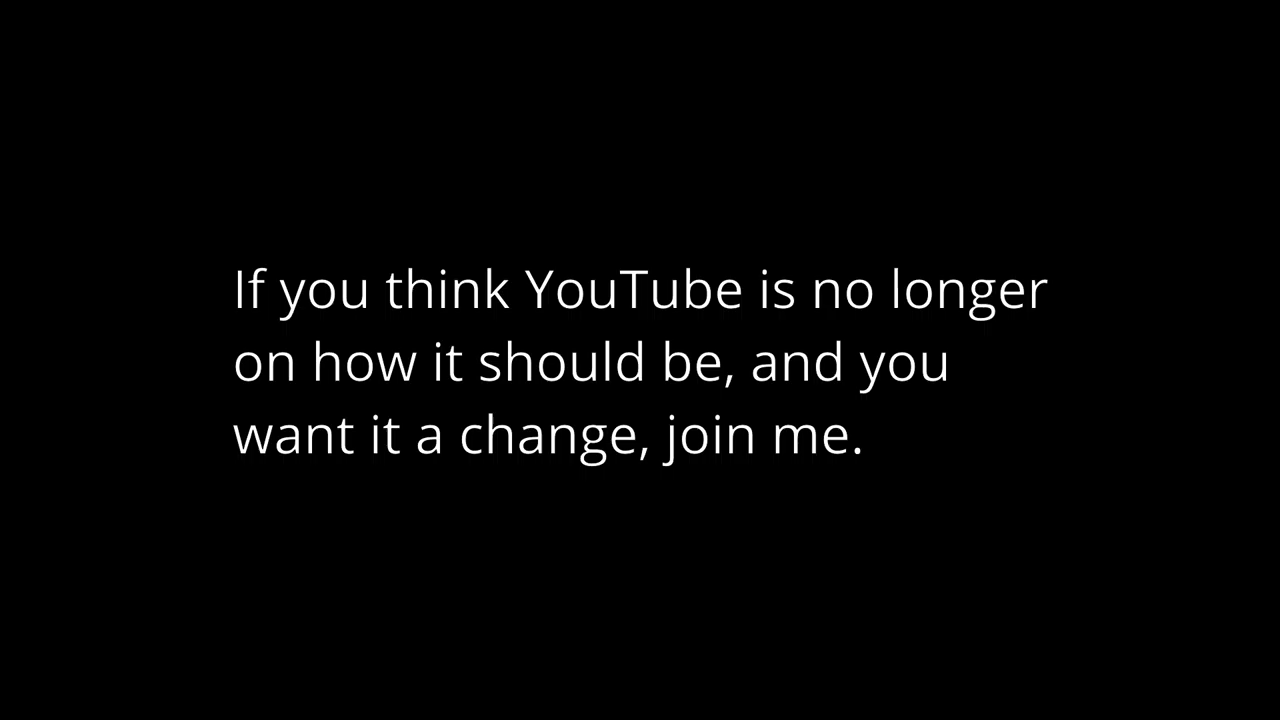 If you think YouTube is no longer
on how it should be, and you
want it a change, join me.